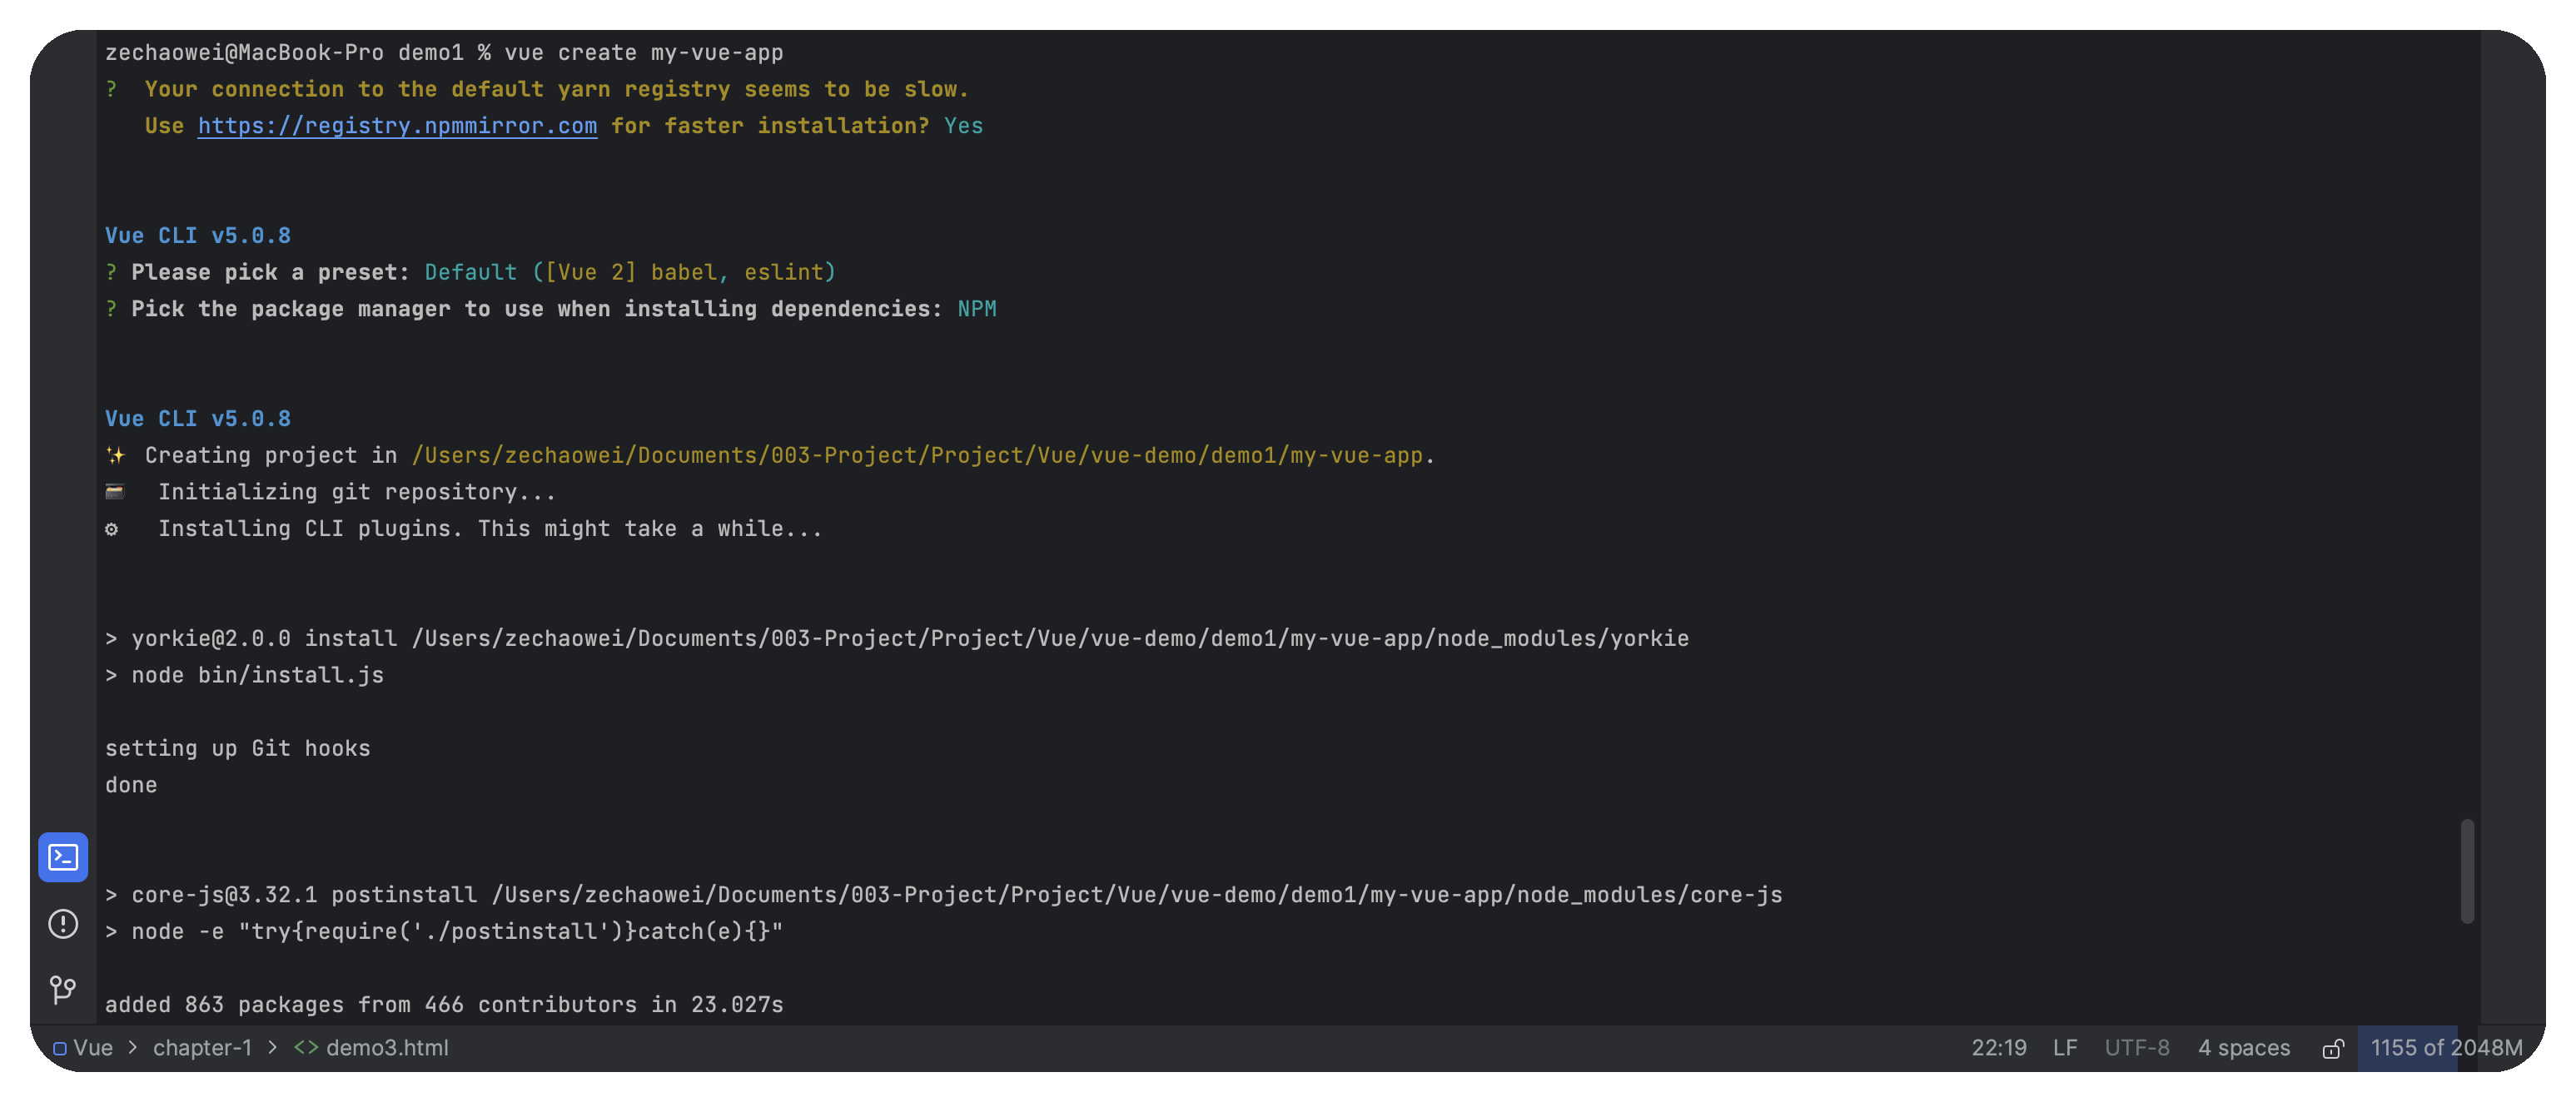 zechaowei@MacBook-Pro demo1 % vue create my-vue-app
?  Your connection to the default yarn registry seems to be slow.
   Use https://registry.npmmirror.com for faster installation? Yes
Vue CLI v5.0.8
? Please pick a preset: Default ([Vue 2] babel, eslint)
? Pick the package manager to use when installing dependencies: NPM
Vue CLI v5.0.8
✨ Creating project in /Users/zechaowei/Documents/003-Project/Project/Vue/vue-demo/demo1/my-vue-app.
🗃 Initializing git repository...
⚙ Installing CLI plugins. This might take a while...
> yorkie@2.0.0 install /Users/zechaowei/Documents/003-Project/Project/Vue/vue-demo/demo1/my-vue-app/node_modules/yorkie
> node bin/install.js
setting up Git hooks
done
> core-js@3.32.1 postinstall /Users/zechaowei/Documents/003-Project/Project/Vue/vue-demo/demo1/my-vue-app/node_modules/core-js
> node -e "try{require('./postinstall')}catch(e){}"
added 863 packages from 466 contributors in 23.027s
Vue > chapter-1 > <> demo3.html 22:19 LF UTF-8 4 spaces 1155 of 2048M